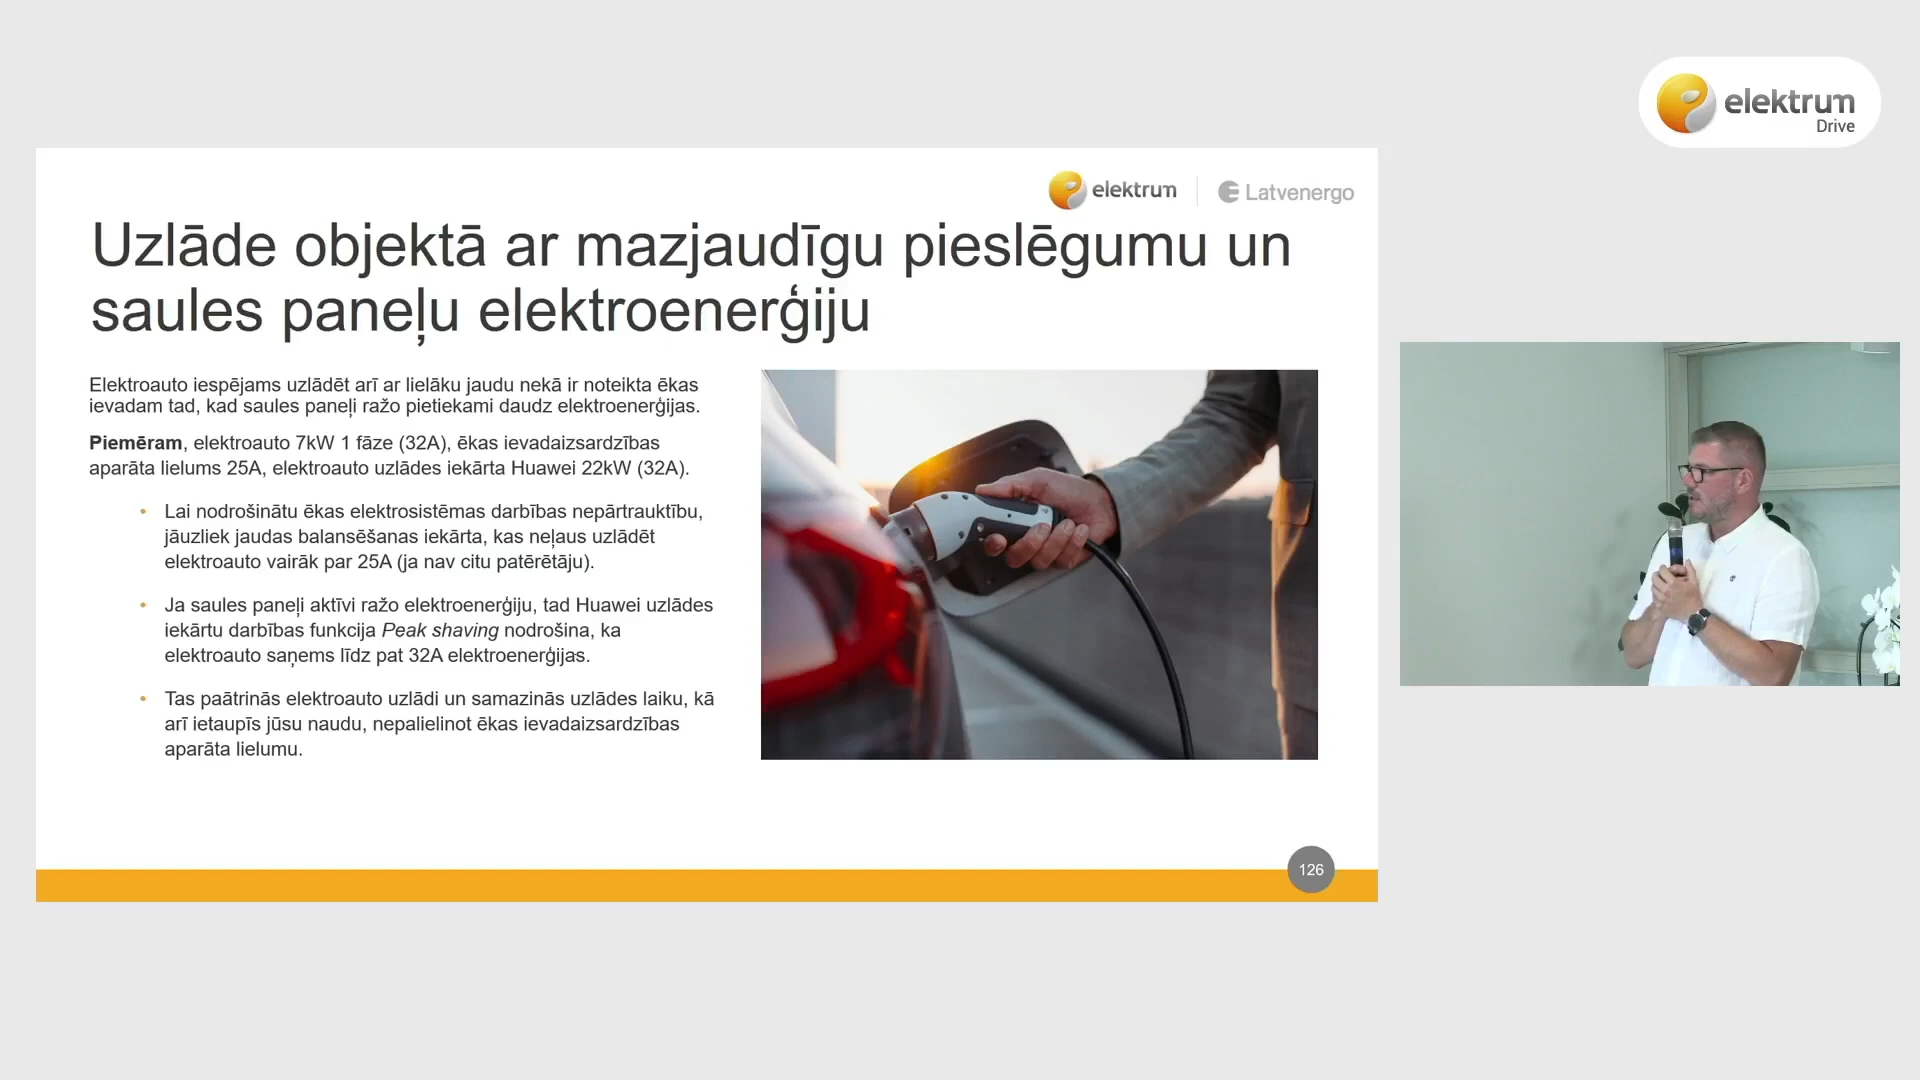 elektrum
Drive
elektrum
Latvenergo
Uzlāde objektā ar mazjaudīgu pieslēgumu un
saules paneļu elektroenerģiju
Elektroauto iespējams uzlādēt arī ar lielāku jaudu nekā ir noteikta ēkas
ievadam tad, kad saules paneļi ražo pietiekami daudz elektroenerģijas.
Piemēram, elektroauto 7kW 1 fāze (32A), ēkas ievadaizsardzības
aparāta lielums 25A, elektroauto uzlādes iekārta Huawei 22kW (32A).
• Lai nodrošinātu ēkas elektrosistēmas darbības nepārtrauktību,
jāuzliek jaudas balansēšanas iekārta, kas neļaus uzlādēt
elektroauto vairāk par 25A (ja nav citu patērētāju).
• Ja saules paneļi aktīvi ražo elektroenerģiju, tad Huawei uzlādes
iekārtu darbības funkcija Peak shaving nodrošina, ka
elektroauto saņems līdz pat 32A elektroenerģijas.
• Tas paātrinās elektroauto uzlādi un samazinās uzlādes laiku, kā
arī ietaupīs jūsu naudu, nepalielinot ēkas ievadaizsardzības
aparāta lielumu.
126